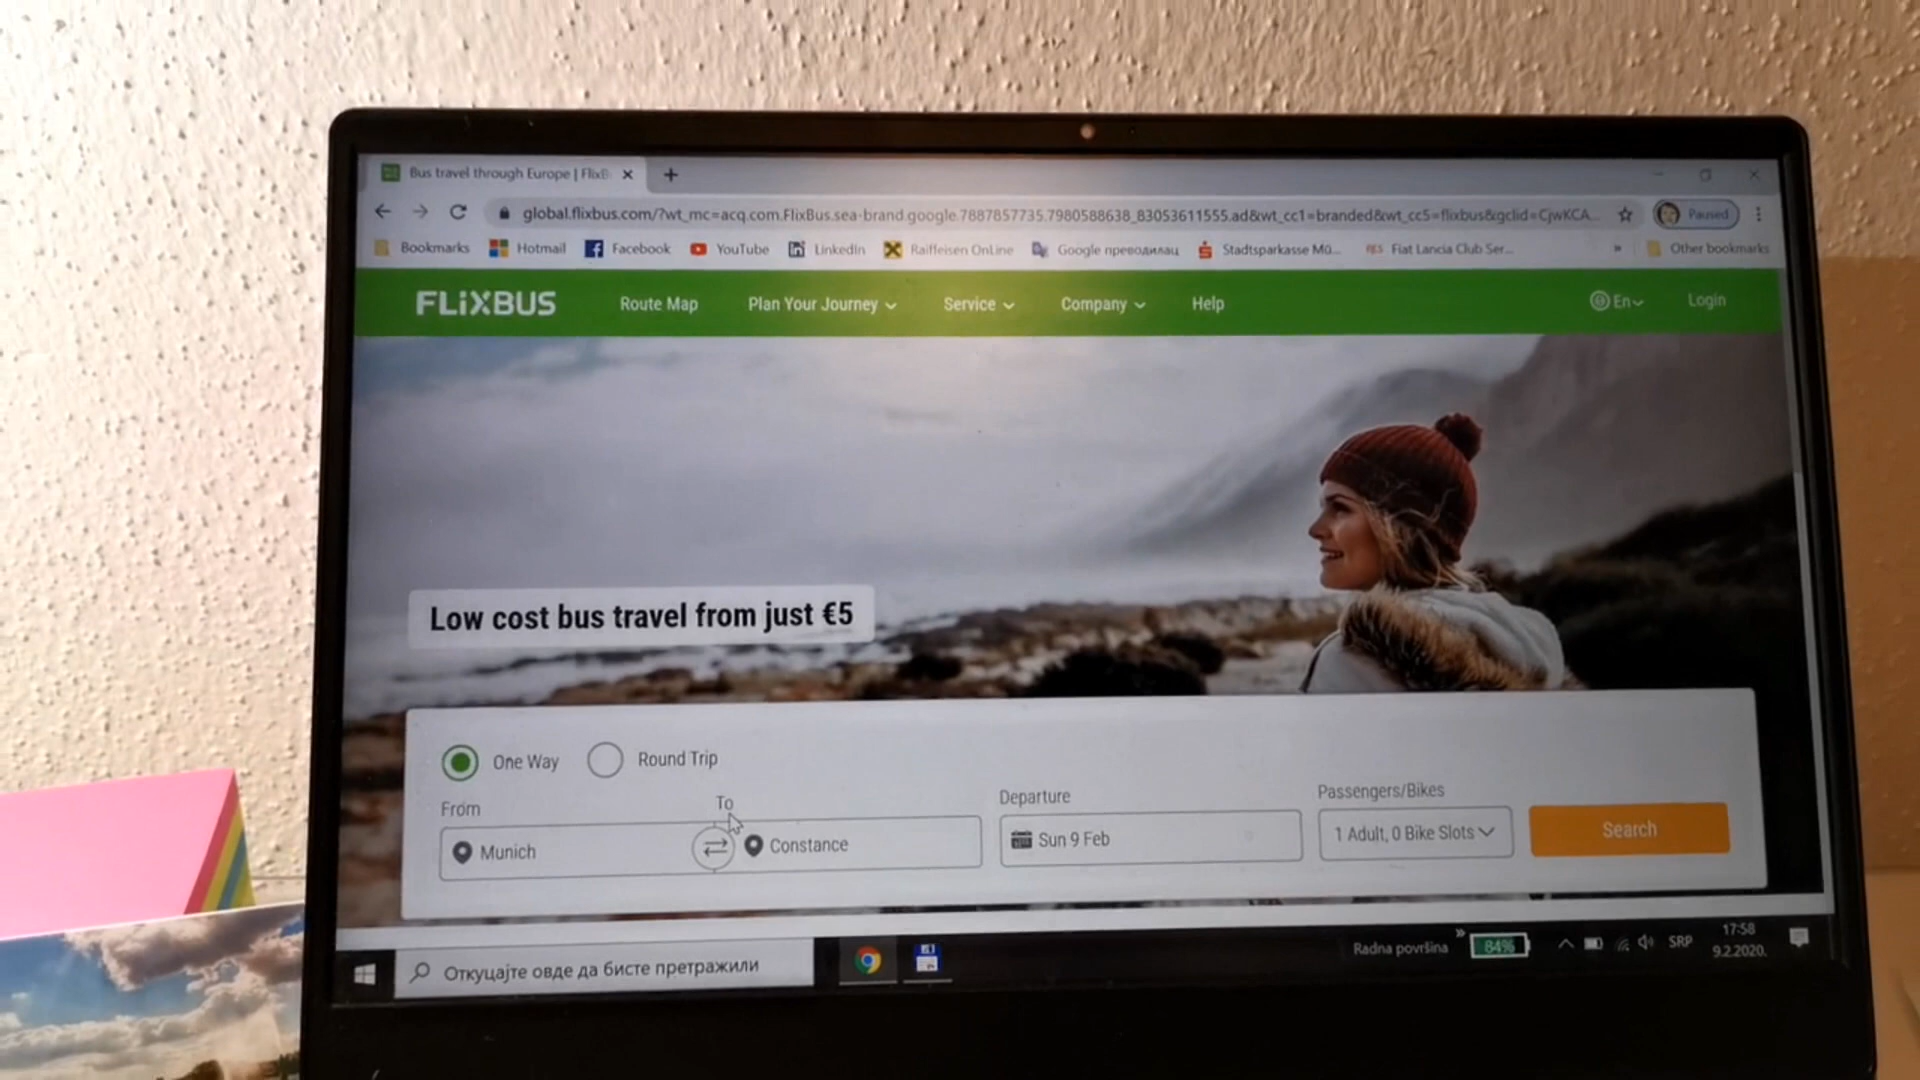 Bus travel through Europe | FlixB
global.flixbus.com/?wt_mc=acq.com.FlixBus.sea-brand.google.7887857735.7980588638_83053611555.ad&wt_cc1=branded&wt_cc5=flixbus&gclid=CjwKCA... Paused
Bookmarks Hotmail Facebook YouTube LinkedIn Raiffeisen OnLine Google преводилац Stadtsparkasse Mü... Fiat Lancia Club Ser... » Other bookmarks
FLiXBUS Route Map Plan Your Journey Service Company Help En Login
Low cost bus travel from just €5
One Way Round Trip
From To Departure Passengers/Bikes
Munich Constance Sun 9 Feb 1 Adult, 0 Bike Slots Search
Откуцајте овде да бисте претражили Radna površina » 84% SRP 17:58
9.2.2020.